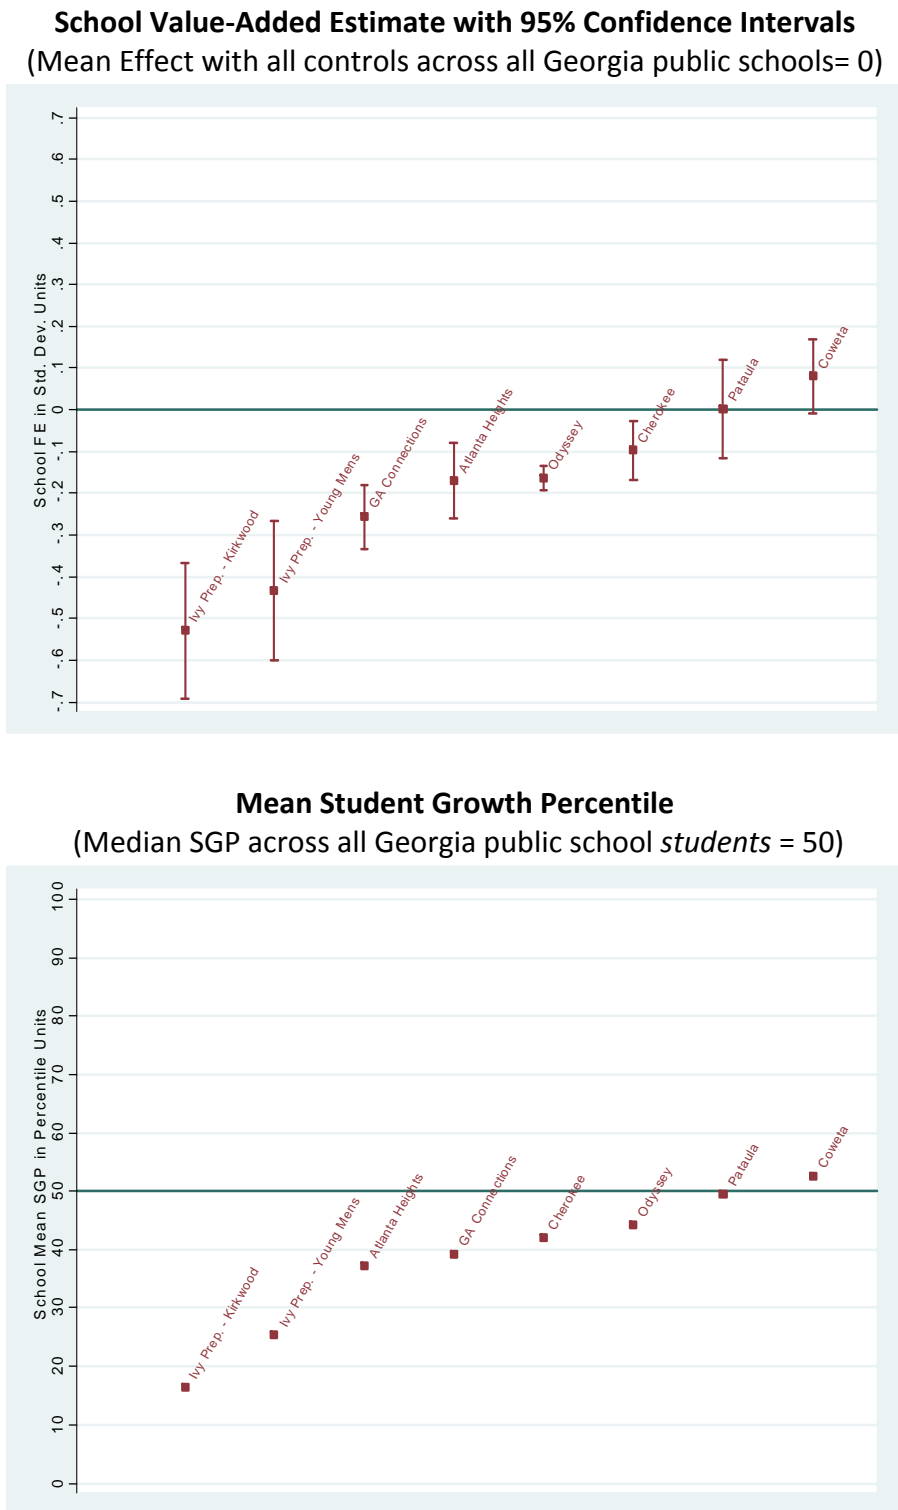 School Value-Added Estimate with 95% Confidence Intervals
(Mean Effect with all controls across all Georgia public schools= 0)
School FE in Std. Dev. Units
.7
.6
.5
.4
.3
.2
.1
0
-.1
-.2
-.3
-.4
-.5
-.6
-.7
Ivy Prep. - Kirkwood
Ivy Prep. - Young Mens
GA Connections
Atlanta Heights
Odyssey
Cherokee
Pataula
Coweta
Mean Student Growth Percentile
(Median SGP across all Georgia public school students = 50)
School Mean SGP in Percentile Units
100
90
80
70
60
50
40
30
20
10
0
Ivy Prep. - Kirkwood
Ivy Prep. - Young Mens
Atlanta Heights
GA Connections
Cherokee
Odyssey
Pataula
Coweta